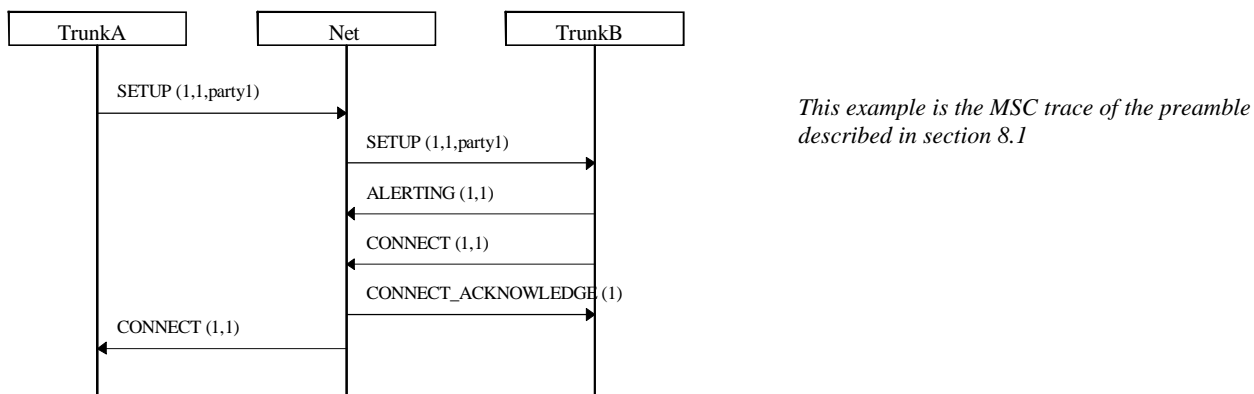 TrunkA
Net
TrunkB
SETUP (1,1,party1)
This example is the MSC trace of the preamble
described in section 8.1
SETUP (1,1,party1)
ALERTING (1,1)
CONNECT (1,1)
CONNECT_ACKNOWLEDGE (1)
CONNECT (1,1)